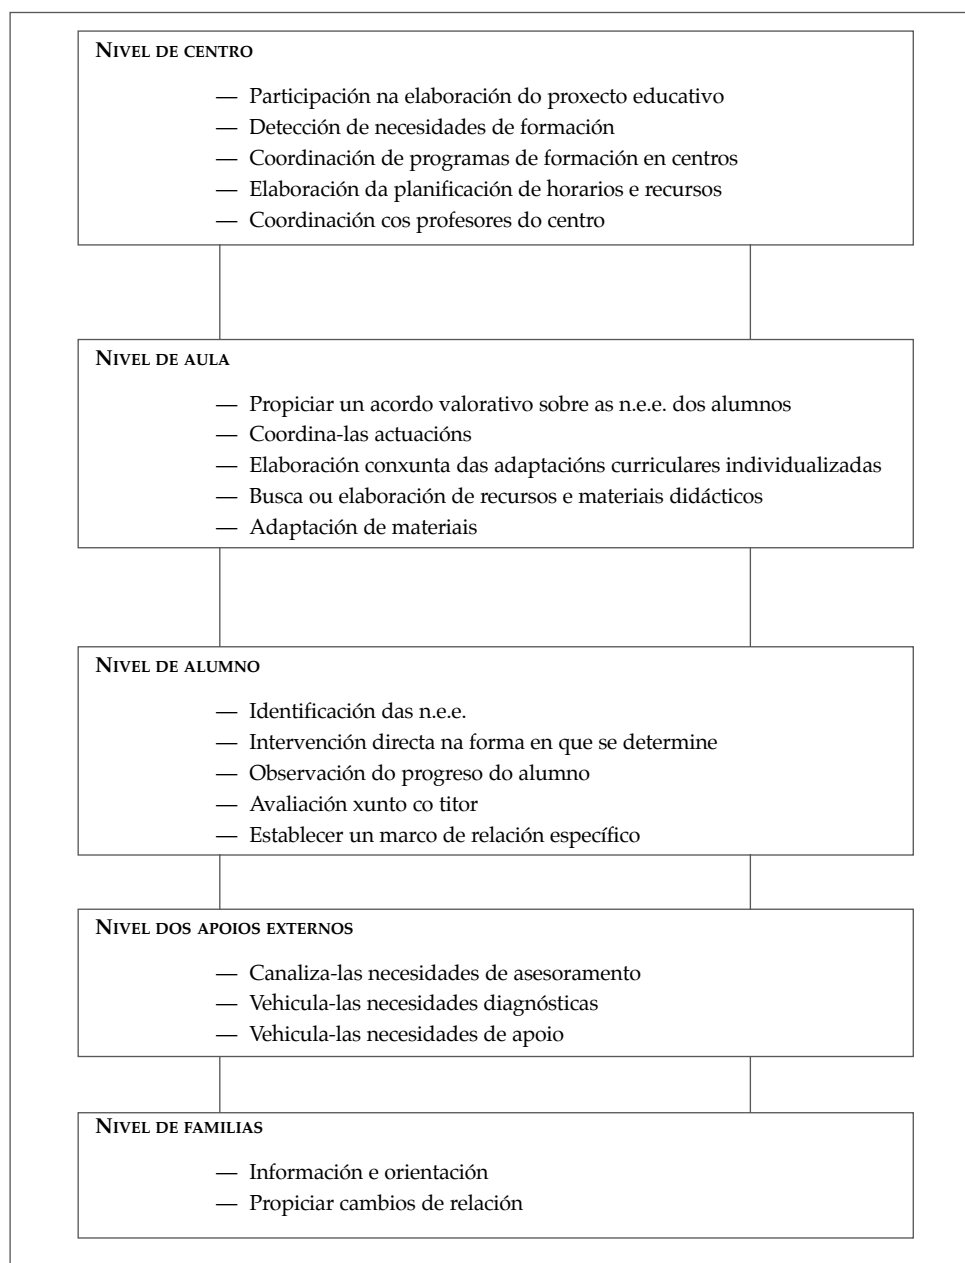 NIVEL DE CENTRO
— Participación na elaboración do proxecto educativo
— Detección de necesidades de formación
— Coordinación de programas de formación en centros
— Elaboración da planificación de horarios e recursos
— Coordinación cos profesores do centro
NIVEL DE AULA
— Propiciar un acordo valorativo sobre as n.e.e. dos alumnos
— Coordina-las actuacións
— Elaboración conxunta das adaptacións curriculares individualizadas
— Busca ou elaboración de recursos e materiais didácticos
— Adaptación de materiais
NIVEL DE ALUMNO
— Identificación das n.e.e.
— Intervención directa na forma en que se determine
— Observación do progreso do alumno
— Avaliación xunto co titor
— Establecer un marco de relación específico
NIVEL DOS APOIOS EXTERNOS
— Canaliza-las necesidades de asesoramento
— Vehicula-las necesidades diagnósticas
— Vehicula-las necesidades de apoio
NIVEL DE FAMILIAS
— Información e orientación
— Propiciar cambios de relación